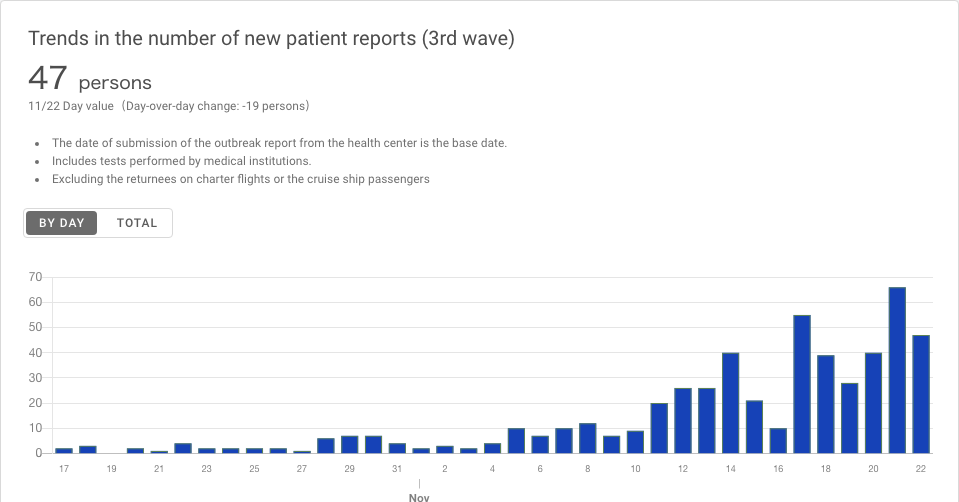 Trends in the number of new patient reports (3rd wave)
47 persons
11/22 Day value（Day-over-day change: -19 persons）
The date of submission of the outbreak report from the health center is the base date.
Includes tests performed by medical institutions.
Excluding the returnees on charter flights or the cruise ship passengers
BY DAY TOTAL
70
60
50
40
30
20
10
0
17 19 21 23 25 27 29 31 2 4 6 8 10 12 14 16 18 20 22
Nov